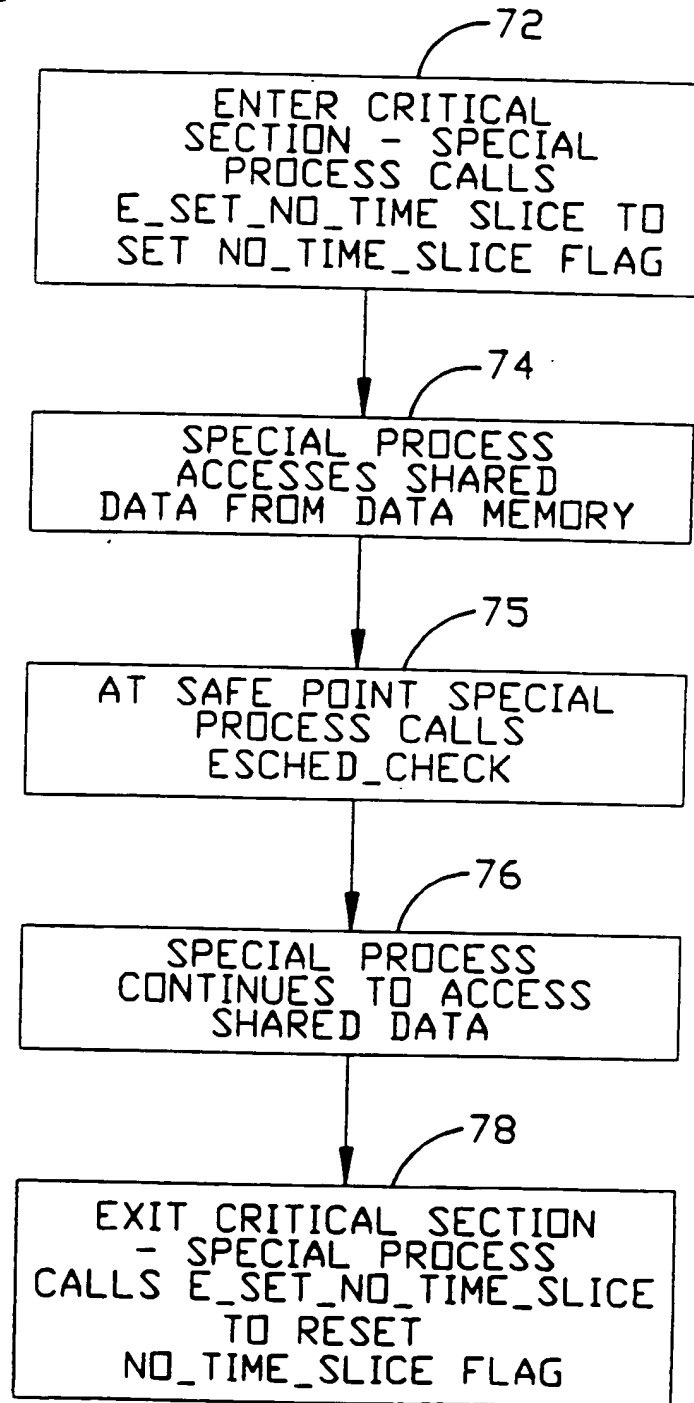 72
ENTER CRITICAL
SECTION - SPECIAL
PROCESS CALLS
E_SET_NO_TIME SLICE TO
SET NO_TIME_SLICE FLAG
74
SPECIAL PROCESS
ACCESSES SHARED
DATA FROM DATA MEMORY
75
AT SAFE POINT SPECIAL
PROCESS CALLS
ESCHED_CHECK
76
SPECIAL PROCESS
CONTINUES TO ACCESS
SHARED DATA
78
EXIT CRITICAL SECTION
- SPECIAL PROCESS
CALLS E_SET_NO_TIME_SLICE
TO RESET
NO_TIME_SLICE FLAG